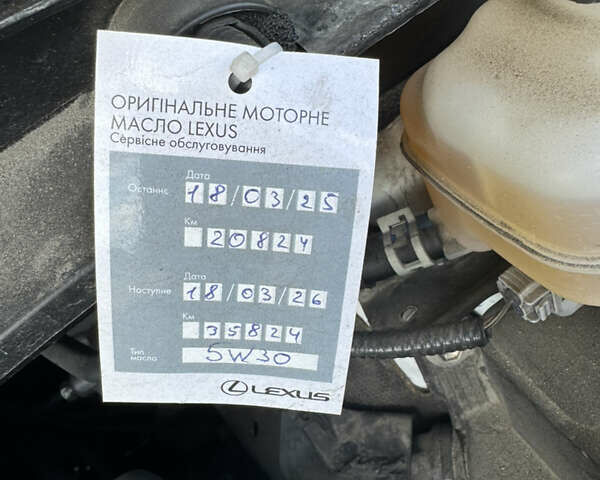 ОРИГІНАЛЬНЕ МОТОРНЕ
МАСЛО LEXUS
Сервісне обслуговування
Дата
Останнє 18/03/25
Км
20824
Дата
Наступне 18/03/26
Км
35824
Тип
масла 5W30
LEXUS